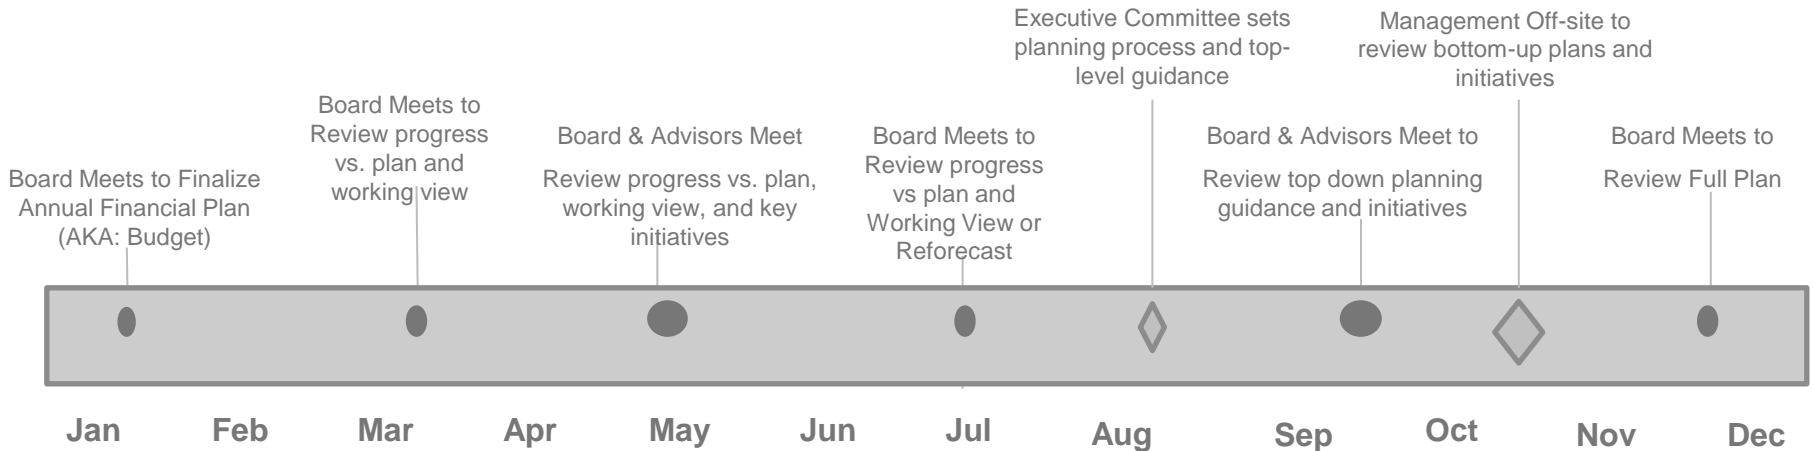 Board Meets to Finalize
Annual Financial Plan
(AKA: Budget)
Board Meets to
Review progress
vs. plan and
working view
Board & Advisors Meet
Review progress vs. plan,
working view, and key
initiatives
Board Meets to
Review progress
vs plan and
Working View or
Reforecast
Executive Committee sets
planning process and top-
level guidance
Board & Advisors Meet to
Review top down planning
guidance and initiatives
Management Off-site to
review bottom-up plans and
initiatives
Board Meets to
Review Full Plan
Jan Feb Mar Apr May Jun Jul Aug Sep Oct Nov Dec